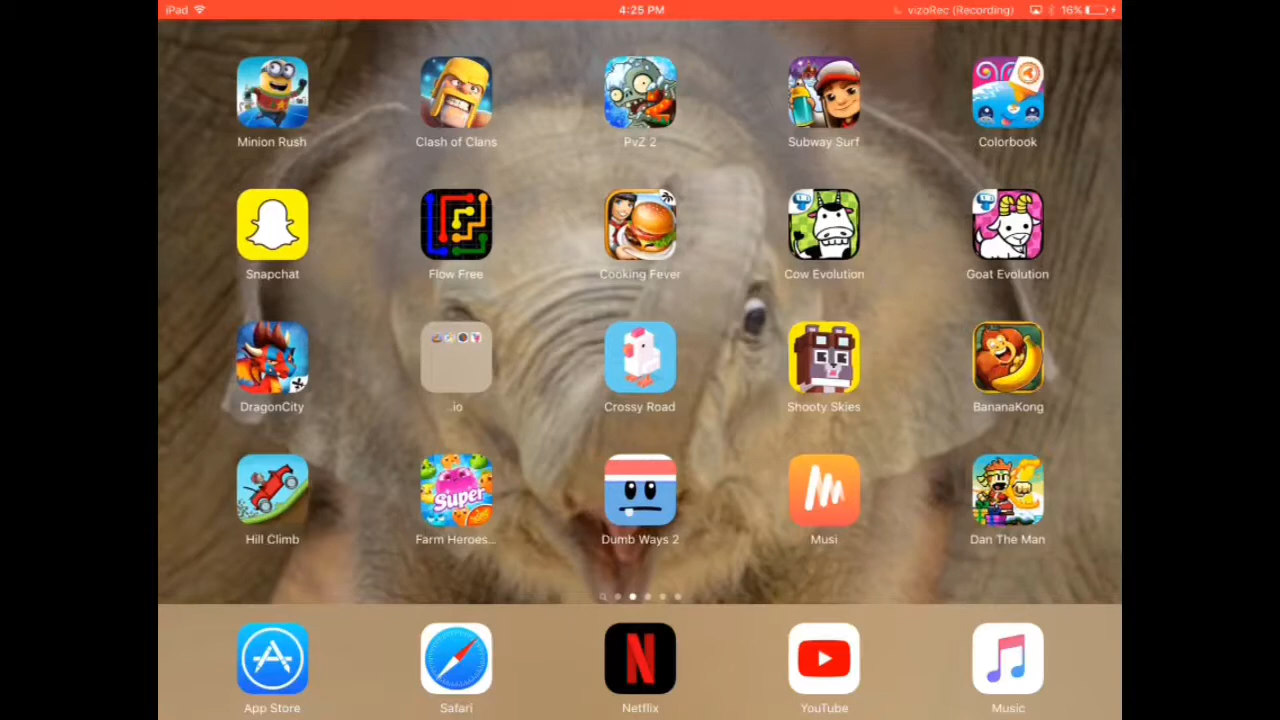 iPad 4:25 PM vizoRec (Recording) 16%
Minion Rush Clash of Clans PvZ 2 Subway Surf Colorbook
Snapchat Flow Free Cooking Fever Cow Evolution Goat Evolution
DragonCity .io Crossy Road Shooty Skies BananaKong
Super
Hill Climb Farm Heroes... Dumb Ways 2 Musi Dan The Man
App Store Safari Netflix YouTube Music